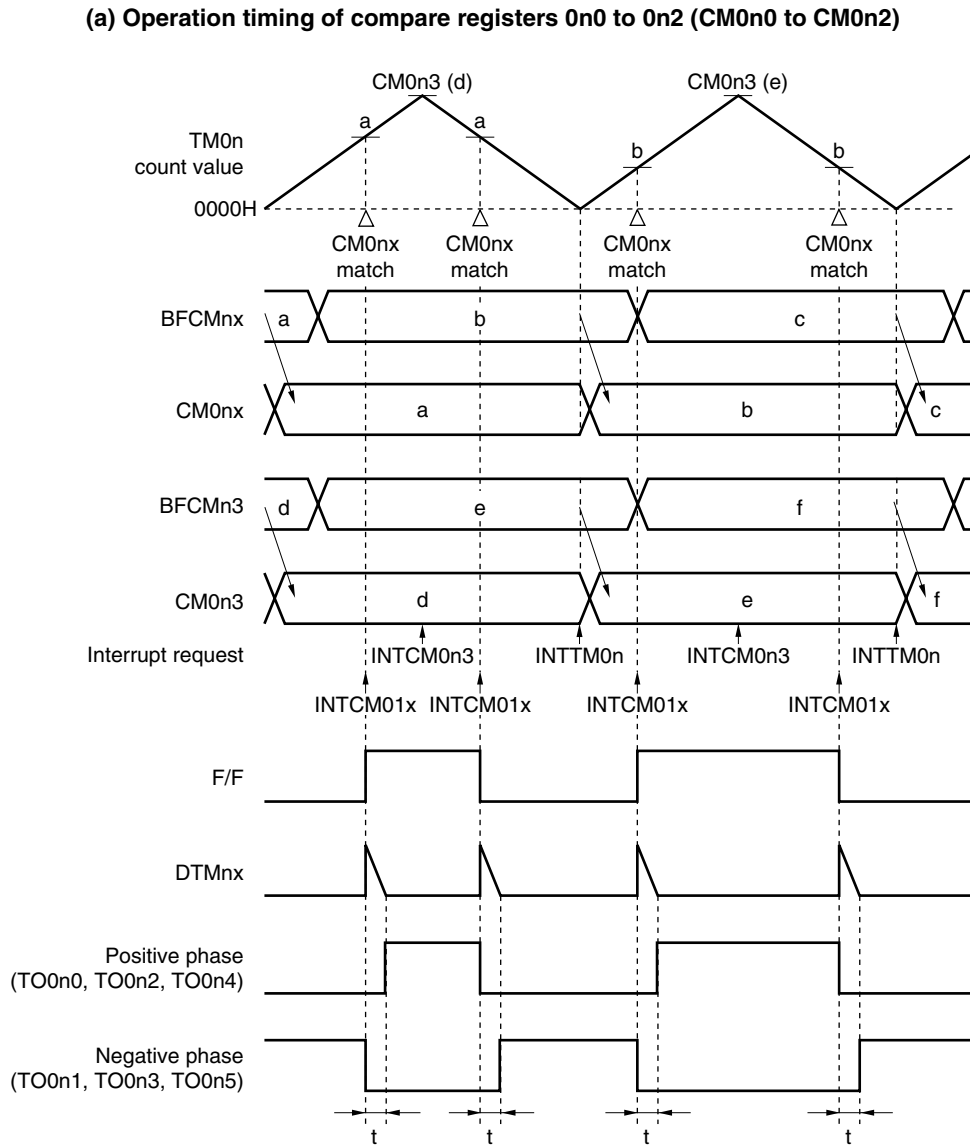 (a) Operation timing of compare registers 0n0 to 0n2 (CM0n0 to CM0n2)
CM0n3 (d)
CM0n3 (e)
a
a
TM0n
count value
b
b
0000H
CM0nx
match
CM0nx
match
CM0nx
match
CM0nx
match
BFCMnx
a
b
c
CM0nx
a
b
c
BFCMn3
d
e
f
CM0n3
d
e
f
Interrupt request
INTCM0n3
INTTM0n
INTCM0n3
INTTM0n
INTCM01x
INTCM01x
INTCM01x
INTCM01x
F/F
DTMnx
Positive phase
(TO0n0, TO0n2, TO0n4)
Negative phase
(TO0n1, TO0n3, TO0n5)
t
t
t
t